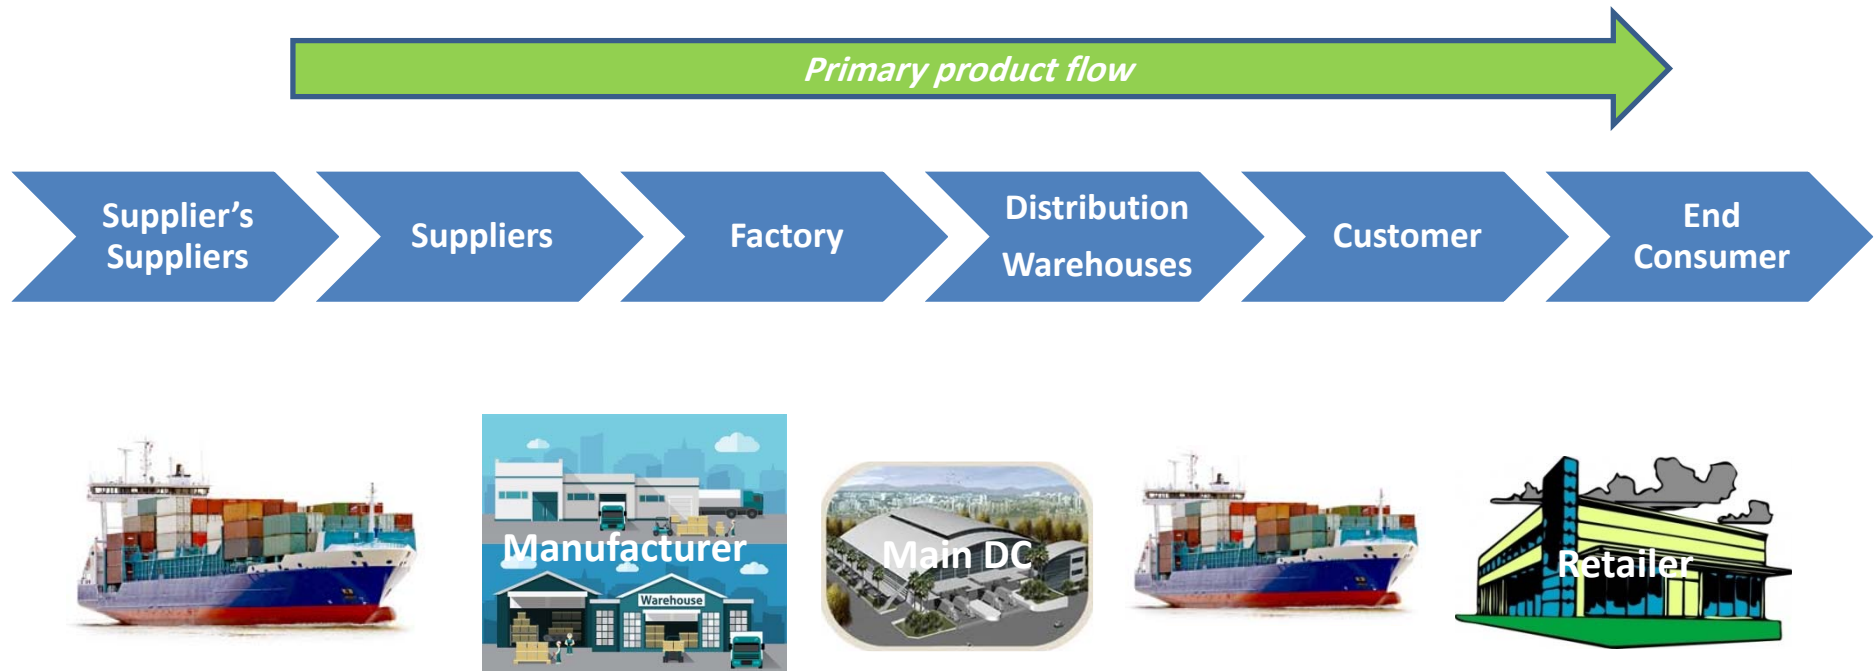 Primary product flow
Supplier's
Suppliers
Suppliers
Factory
Distribution
Warehouses
Customer
End
Consumer
Manufacturer
Warehouse
Main DC
Retailer